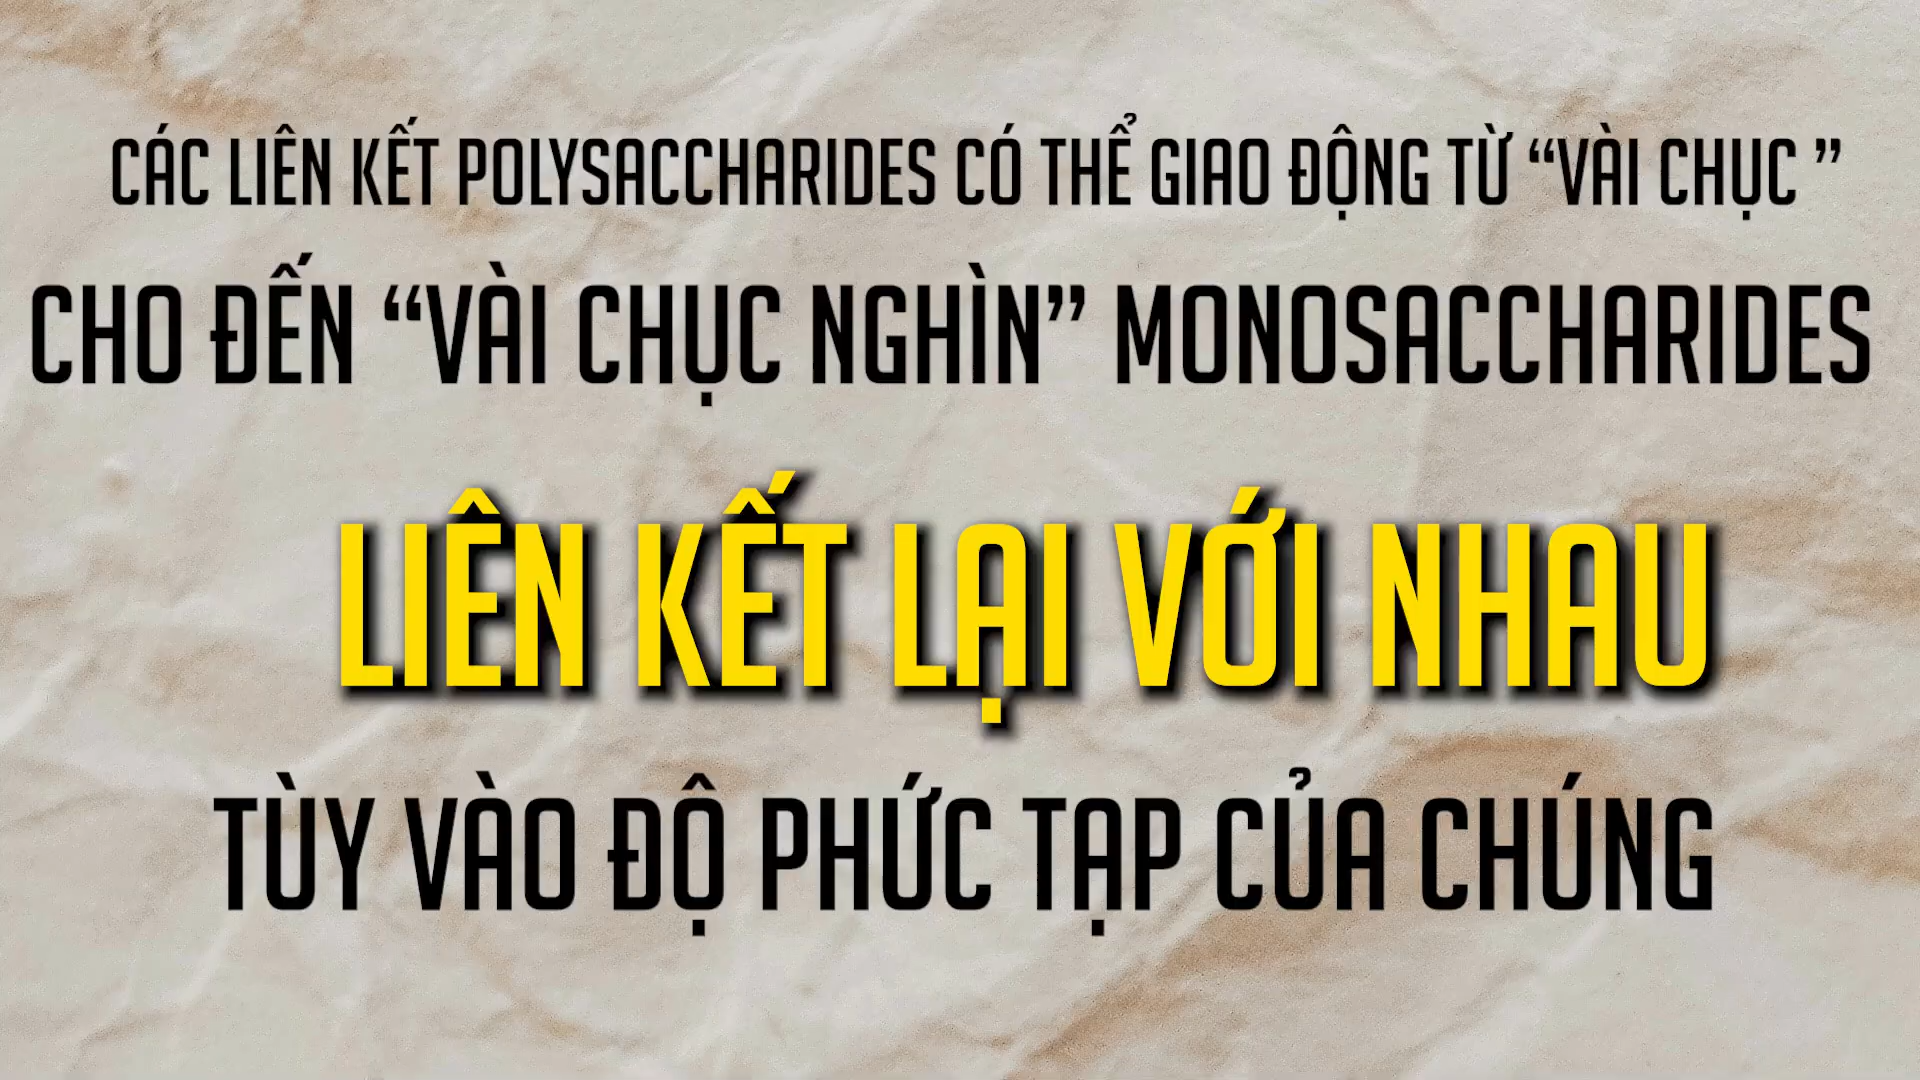 CÁC LIÊN KẾT POLYSACCHARIDES CÓ THỂ GIAO ĐỘNG TỪ “VÀI CHỤC ”
CHO ĐẾN “VÀI CHỤC NGHÌN” MONOSACCHARIDES
LIÊN KẾT LẠI VỚI NHAU
TÙY VÀO ĐỘ PHỨC TẠP CỦA CHÚNG